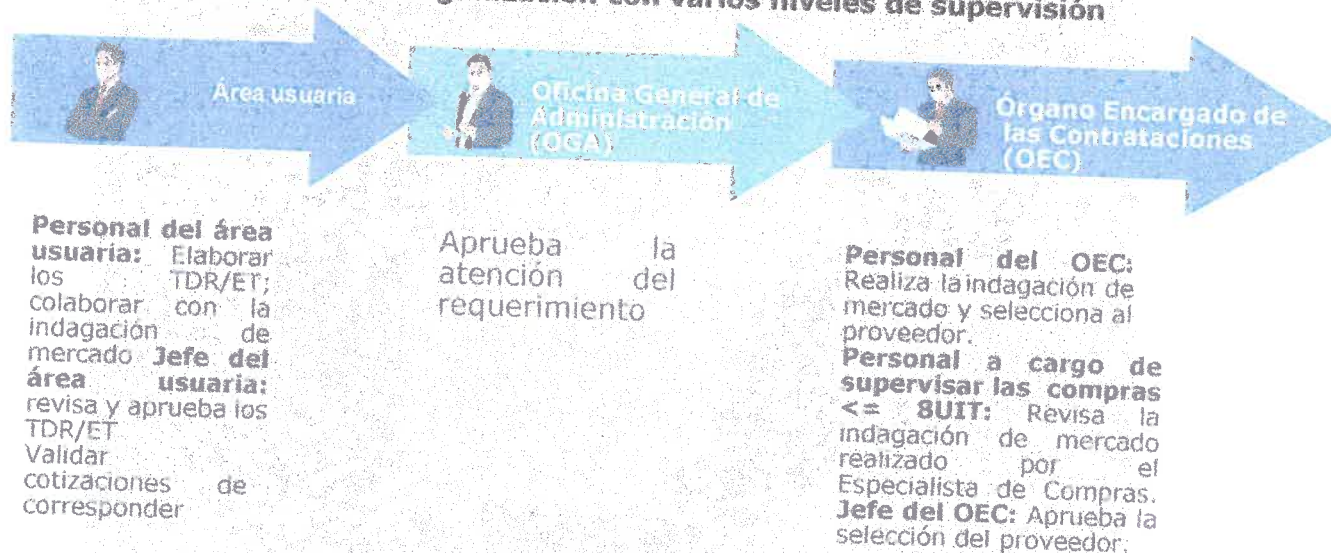 con varios niveles de supervisión
Área usuaria
Oficina General de
Administración
(OGA)
Órgano Encargado de
las Contrataciones
(OEC)
Personal del área
usuaria: Elaborar
los TDR/ET;
colaborar con la
indagación de
mercado Jefe del
área usuaria:
revisa y aprueba los
TDR/ET
Validar
cotizaciones de
corresponder
Aprueba la
atención del
requerimiento
Personal del OEC:
Realiza la indagación de
mercado y selecciona al
proveedor.
Personal a cargo de
supervisar las compras
<= 8UIT: Revisa la
indagación de mercado
realizado por el
Especialista de Compras.
Jefe del OEC: Aprueba la
selección del proveedor.